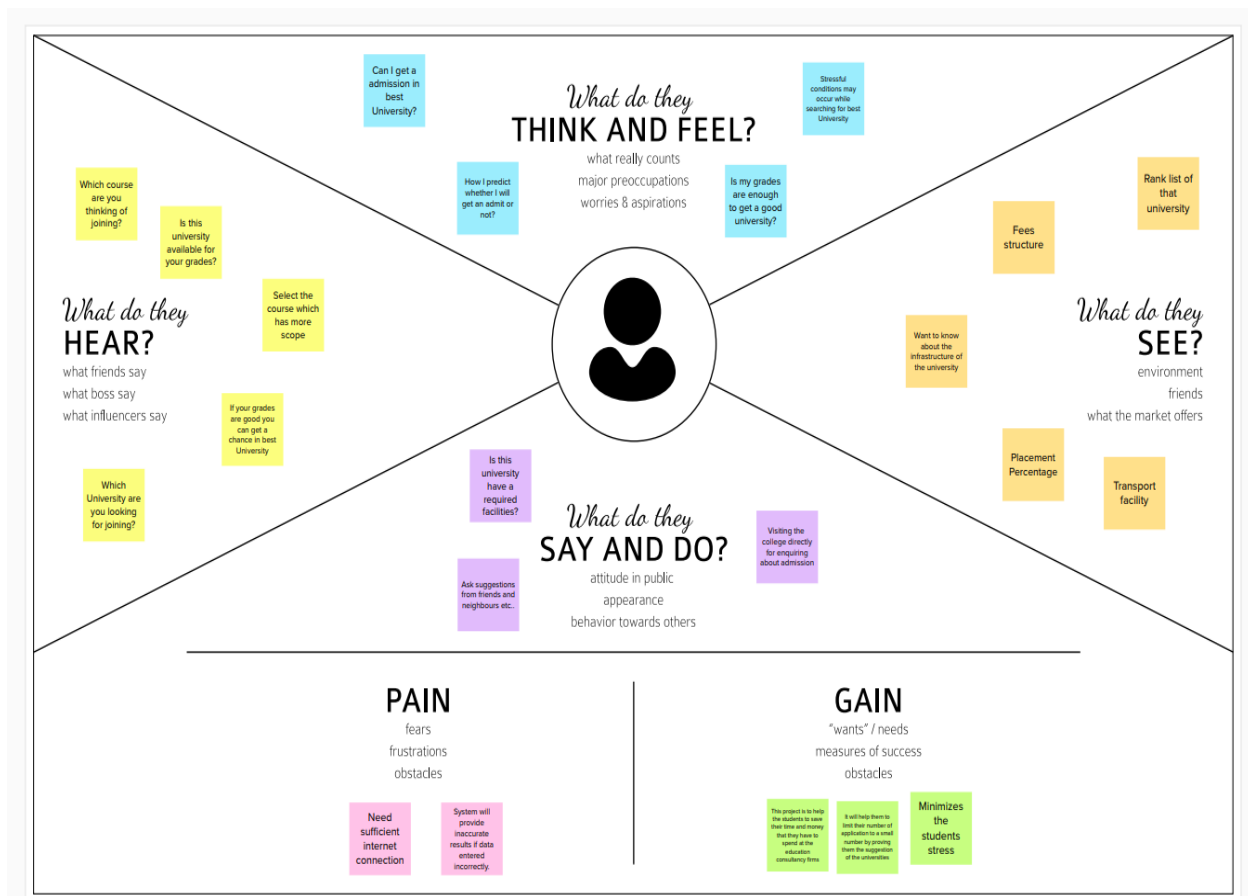 Can I get a
admission in
best
University?
What do they
THINK AND FEEL?
what really counts
major preoccupations
worries & aspirations
Stressful
conditions may
occur while
searching for best
University
How I predict
whether I will
get an admit or
not?
Is my grades
are enough
to get a good
university?
Which course
are you
thinking of
joining?
Is this
university
available for
your grades?
Select the
course which
has more
scope
What do they
HEAR?
what friends say
what boss say
what influencers say
If your grades
are good you
can get a
chance in best
University
Which
University are
you looking
for joining?
Rank list of
that
university
Fees
structure
Want to know
about the
infrastructure of
the university
What do they
SEE?
environment
friends
what the market offers
Placement
Percentage
Transport
facility
Is this
university
have a
required
facilities?
What do they
SAY AND DO?
attitude in public
appearance
behavior towards others
Visiting the
college directly
for enquiring
about admission
Ask suggestions
from friends and
neighbours etc..
PAIN
fears
frustrations
obstacles
Need
sufficient
internet
connection
System will
provide
inaccurate
results if data
entered
incorrectly.
GAIN
“wants” / needs
measures of success
obstacles
This project is to help
the students to save
their time and money
that they have to
spend at the
education
consultancy firms
It will help them to
limit their number of
application to a small
number by proving
them the suggestion
of the universities
Minimizes
the
students
stress